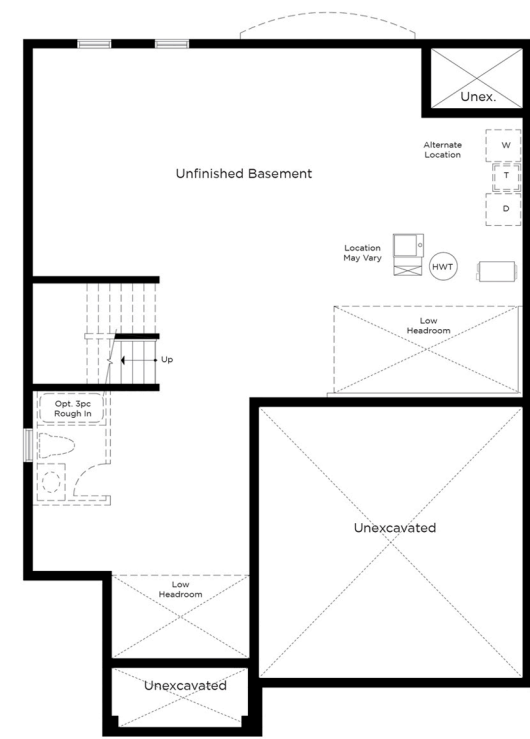 Unex.
Alternate
Location
W
T
D
Unfinished Basement
Location
May Vary
HWT
Low
Headroom
Up
Opt. 3pc
Rough In
Unexcavated
Low
Headroom
Unexcavated